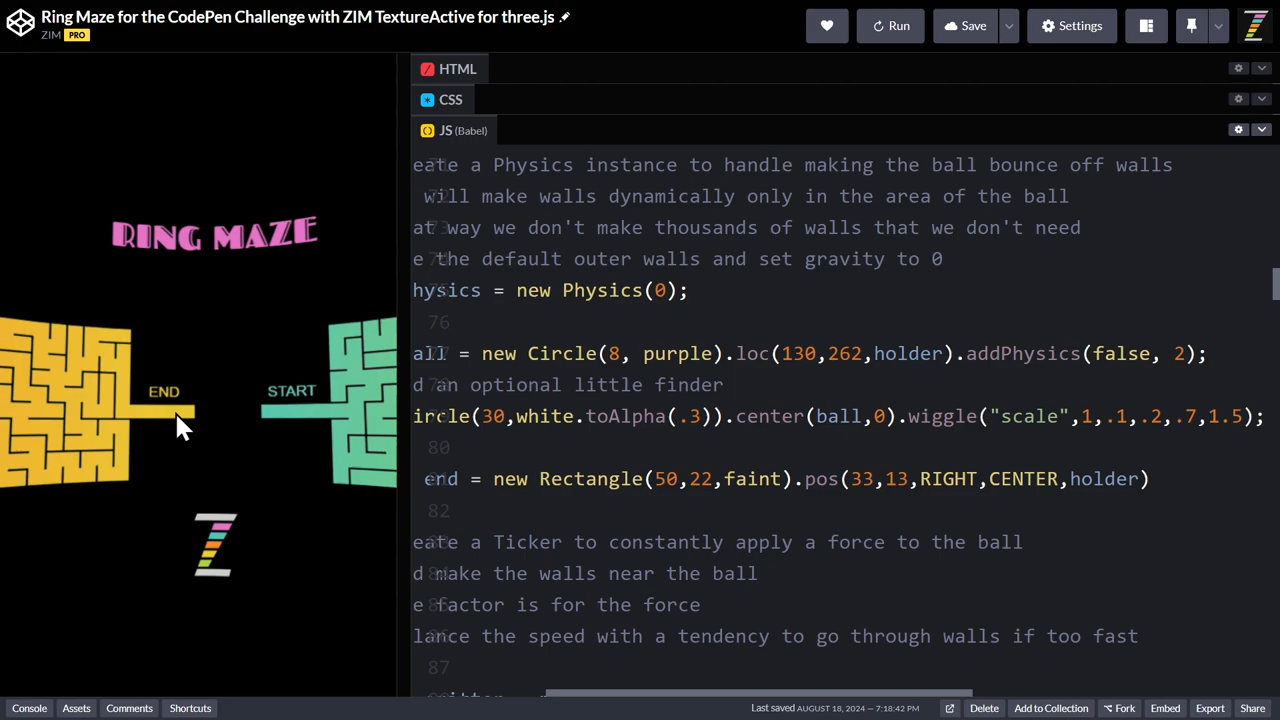 Ring Maze for the CodePen Challenge with ZIM TextureActive for three.js
ZIM PRO
Run
Save
Settings
HTML
CSS
JS (Babel)
RING MAZE
END
START
Z
eate a Physics instance to handle making the ball bounce off walls
will make walls dynamically only in the area of the ball
at way we don't make thousands of walls that we don't need
e the default outer walls and set gravity to 0
hysics = new Physics(0);
76
all = new Circle(8, purple).loc(130,262,holder).addPhysics(false, 2);
d an optional little finder
ircle(30,white.toAlpha(.3)).center(ball,0).wiggle("scale",1,.1,.2,.7,1.5);
80
end = new Rectangle(50,22,faint).pos(33,13,RIGHT,CENTER,holder)
82
eate a Ticker to constantly apply a force to the ball
d make the walls near the ball
e factor is for the force
lance the speed with a tendency to go through walls if too fast
87
Console Assets Comments Shortcuts
Last saved AUGUST 18, 2024 — 7:18:42 PM
Delete Add to Collection Fork Embed Export Share